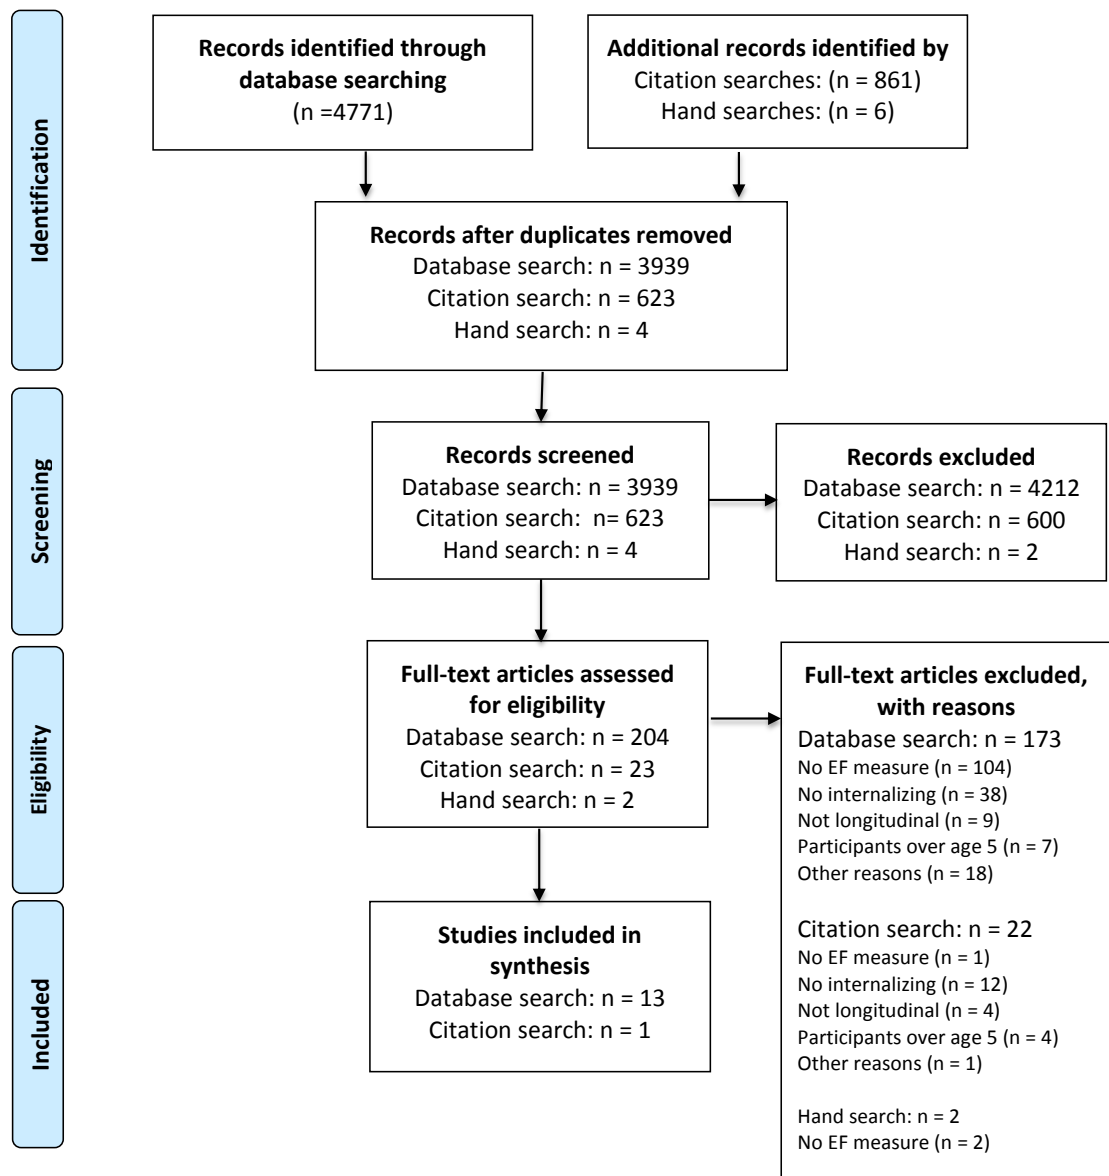 Identification
Records identified through
database searching
(n =4771)
Additional records identified by
Citation searches: (n = 861)
Hand searches: (n = 6)
Records after duplicates removed
Database search: n = 3939
Citation search: n = 623
Hand search: n = 4
Screening
Records screened
Database search: n = 3939
Citation search:  n= 623
Hand search: n = 4
Records excluded
Database search: n = 4212
Citation search: n = 600
Hand search: n = 2
Eligibility
Full-text articles assessed
for eligibility
Database search: n = 204
Citation search: n = 23
Hand search: n = 2
Full-text articles excluded,
with reasons
Database search: n = 173
No EF measure (n = 104)
No internalizing (n = 38)
Not longitudinal (n = 9)
Participants over age 5 (n = 7)
Other reasons (n = 18)
Citation search: n = 22
No EF measure (n = 1)
No internalizing (n = 12)
Not longitudinal (n = 4)
Participants over age 5 (n = 4)
Other reasons (n = 1)
Hand search: n = 2
No EF measure (n = 2)
Included
Studies included in
synthesis
Database search: n = 13
Citation search: n = 1